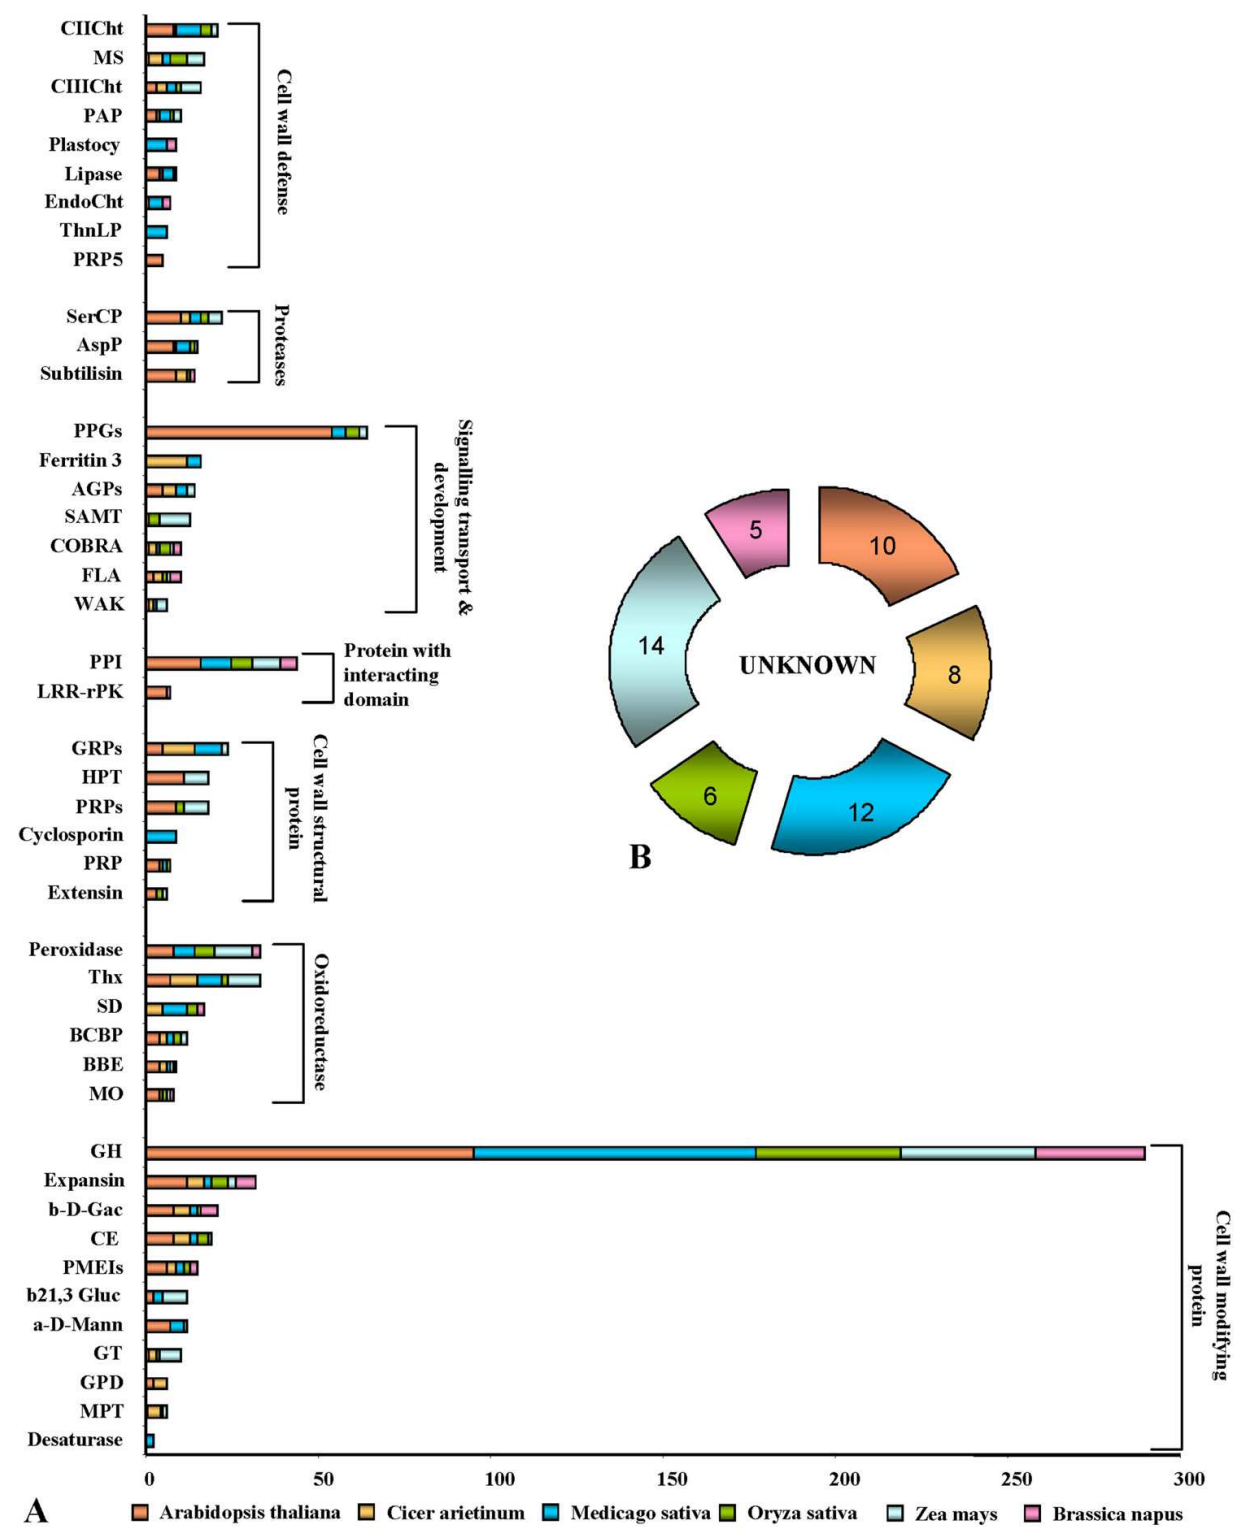 CIICht
MS
CIIICht
PAP
Plastocy
Lipase
EndoCht
ThnLP
PRP5
Cell wall defense
SerCP
AspP
Subtilisin
Proteases
PPGs
Ferritin 3
AGPs
SAMT
COBRA
FLA
WAK
Signalling transport &
development
PPI
LRR-rPK
Protein with
interacting
domain
GRPs
HPT
PRPs
Cyclosporin
PRP
Extensin
Cell wall structural
protein
Peroxidase
Thx
SD
BCBP
BBE
MO
Oxidoreductase
GH
Expansin
b-D-Gac
CE
PMEIs
b21,3 Gluc
a-D-Mann
GT
GPD
MPT
Desaturase
Cell wall modifying
protein
0 50 100 150 200 250 300
A
Arabidopsis thaliana Cicer arietinum Medicago sativa Oryza sativa Zea mays Brassica napus
5
10
14
UNKNOWN
8
6
12
B